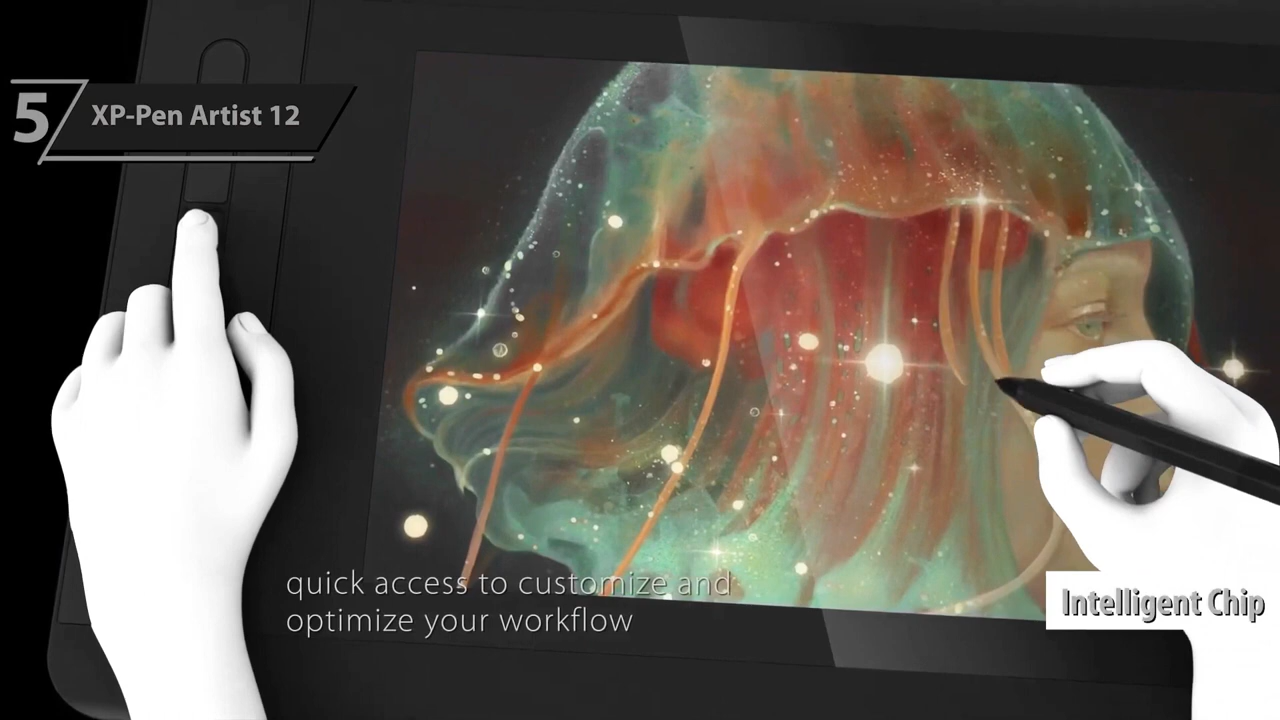 5
XP-Pen Artist 12
quick access to customize and
optimize your workflow
Intelligent Chip